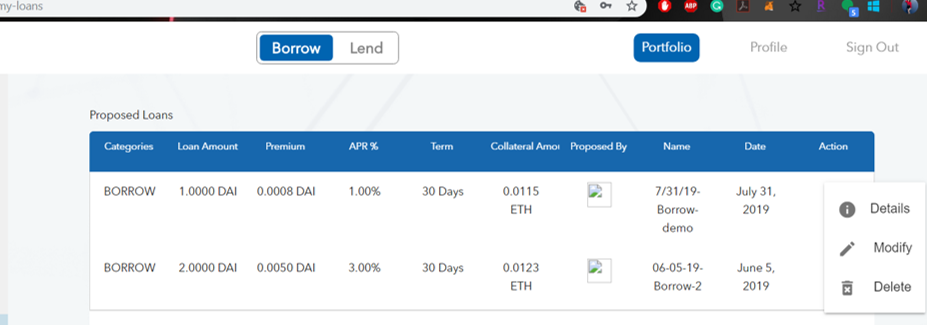 my-loans
ABP
Borrow Lend Portfolio Profile Sign Out
Proposed Loans
Categories Loan Amount Premium APR % Term Collateral Amou Proposed By Name Date Action
BORROW 1.0000 DAI 0.0008 DAI 1.00% 30 Days 0.0115 7/31/19- July 31,
ETH Borrow- 2019
demo
BORROW 2.0000 DAI 0.0050 DAI 3.00% 30 Days 0.0123 06-05-19- June 5,
ETH Borrow-2 2019
Details
Modify
Delete